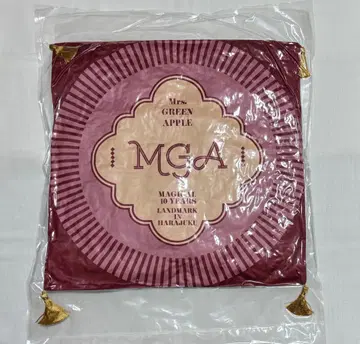 Mrs.
GREEN
APPLE
MGA
MAGICAL
10 YEARS
LANDMARK
IN
HARAJUKU